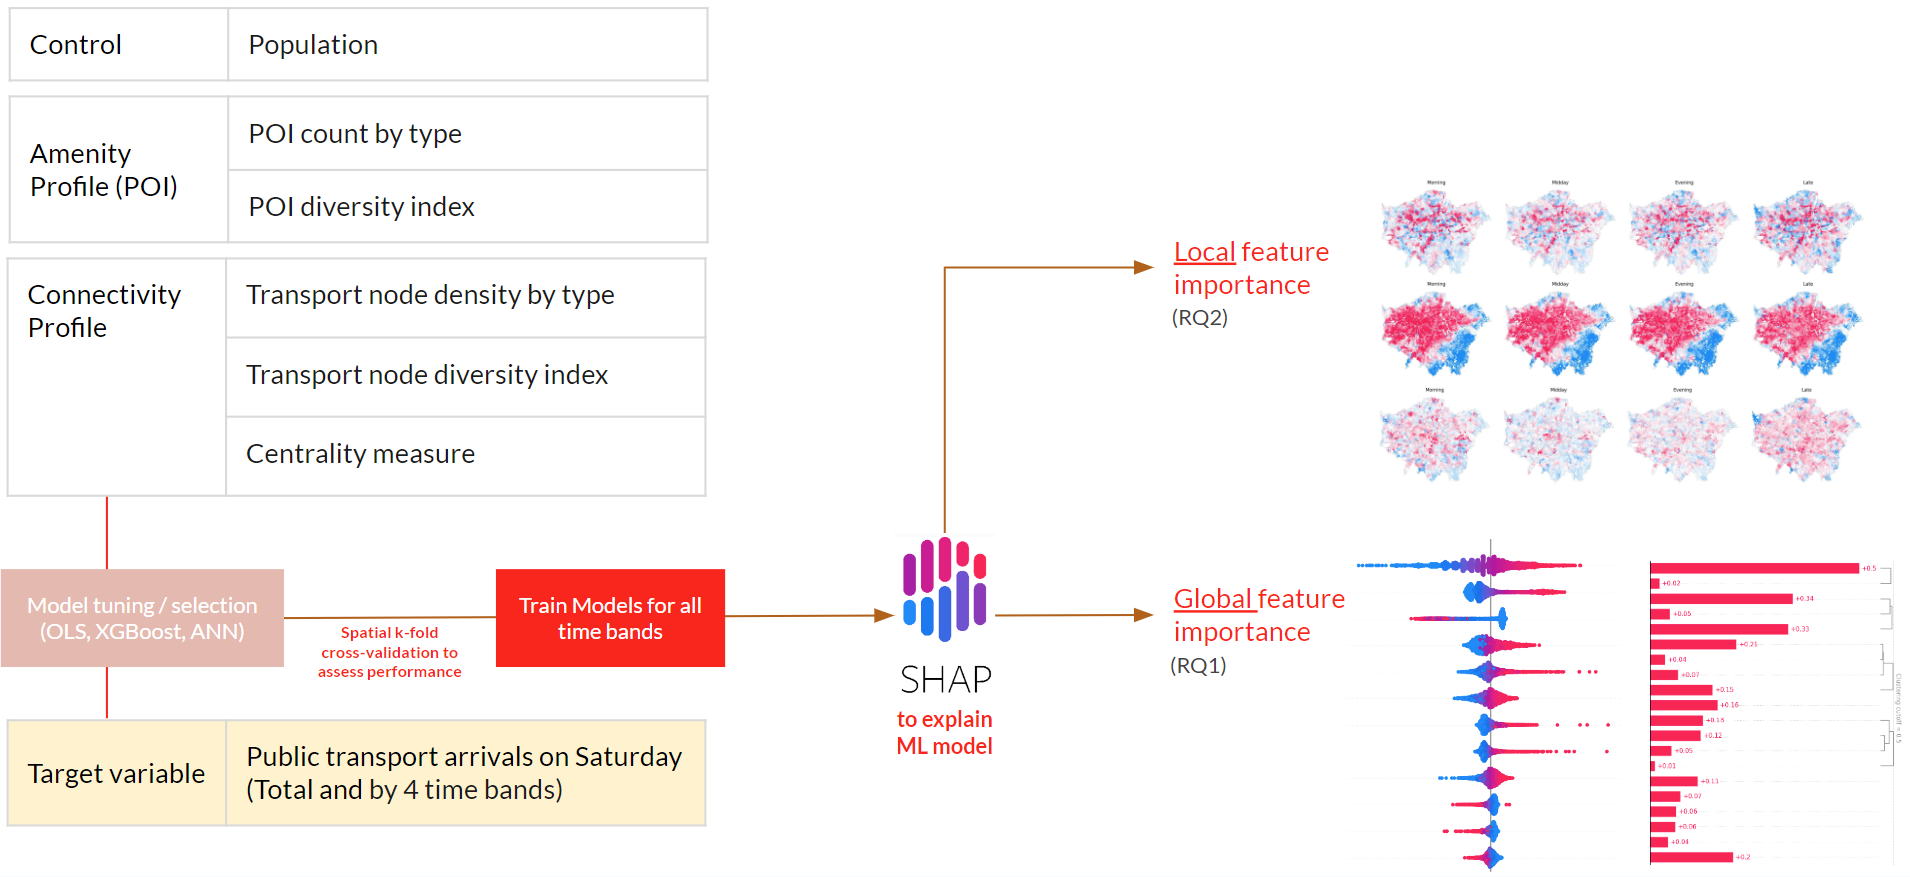 Control
Population
Amenity
Profile (POI)
POI count by type
POI diversity index
Connectivity
Profile
Transport node density by type
Transport node diversity index
Centrality measure
Model tuning / selection
(OLS, XGBoost, ANN)
Spatial k-fold
cross-validation to
assess performance
Train Models for all
time bands
Target variable
Public transport arrivals on Saturday
(Total and by 4 time bands)
SHAP
to explain
ML model
Local feature
importance
(RQ2)
Morning
Midday
Evening
Late
Morning
Midday
Evening
Late
Morning
Midday
Evening
Late
Global feature
importance
(RQ1)
+0.5
+0.02
+0.34
+0.05
+0.33
+0.21
+0.04
+0.07
+0.15
+0.16
+0.13
+0.12
+0.05
+0.01
+0.11
+0.07
+0.06
+0.06
+0.04
+0.2
Clustering cutoff = 0.5